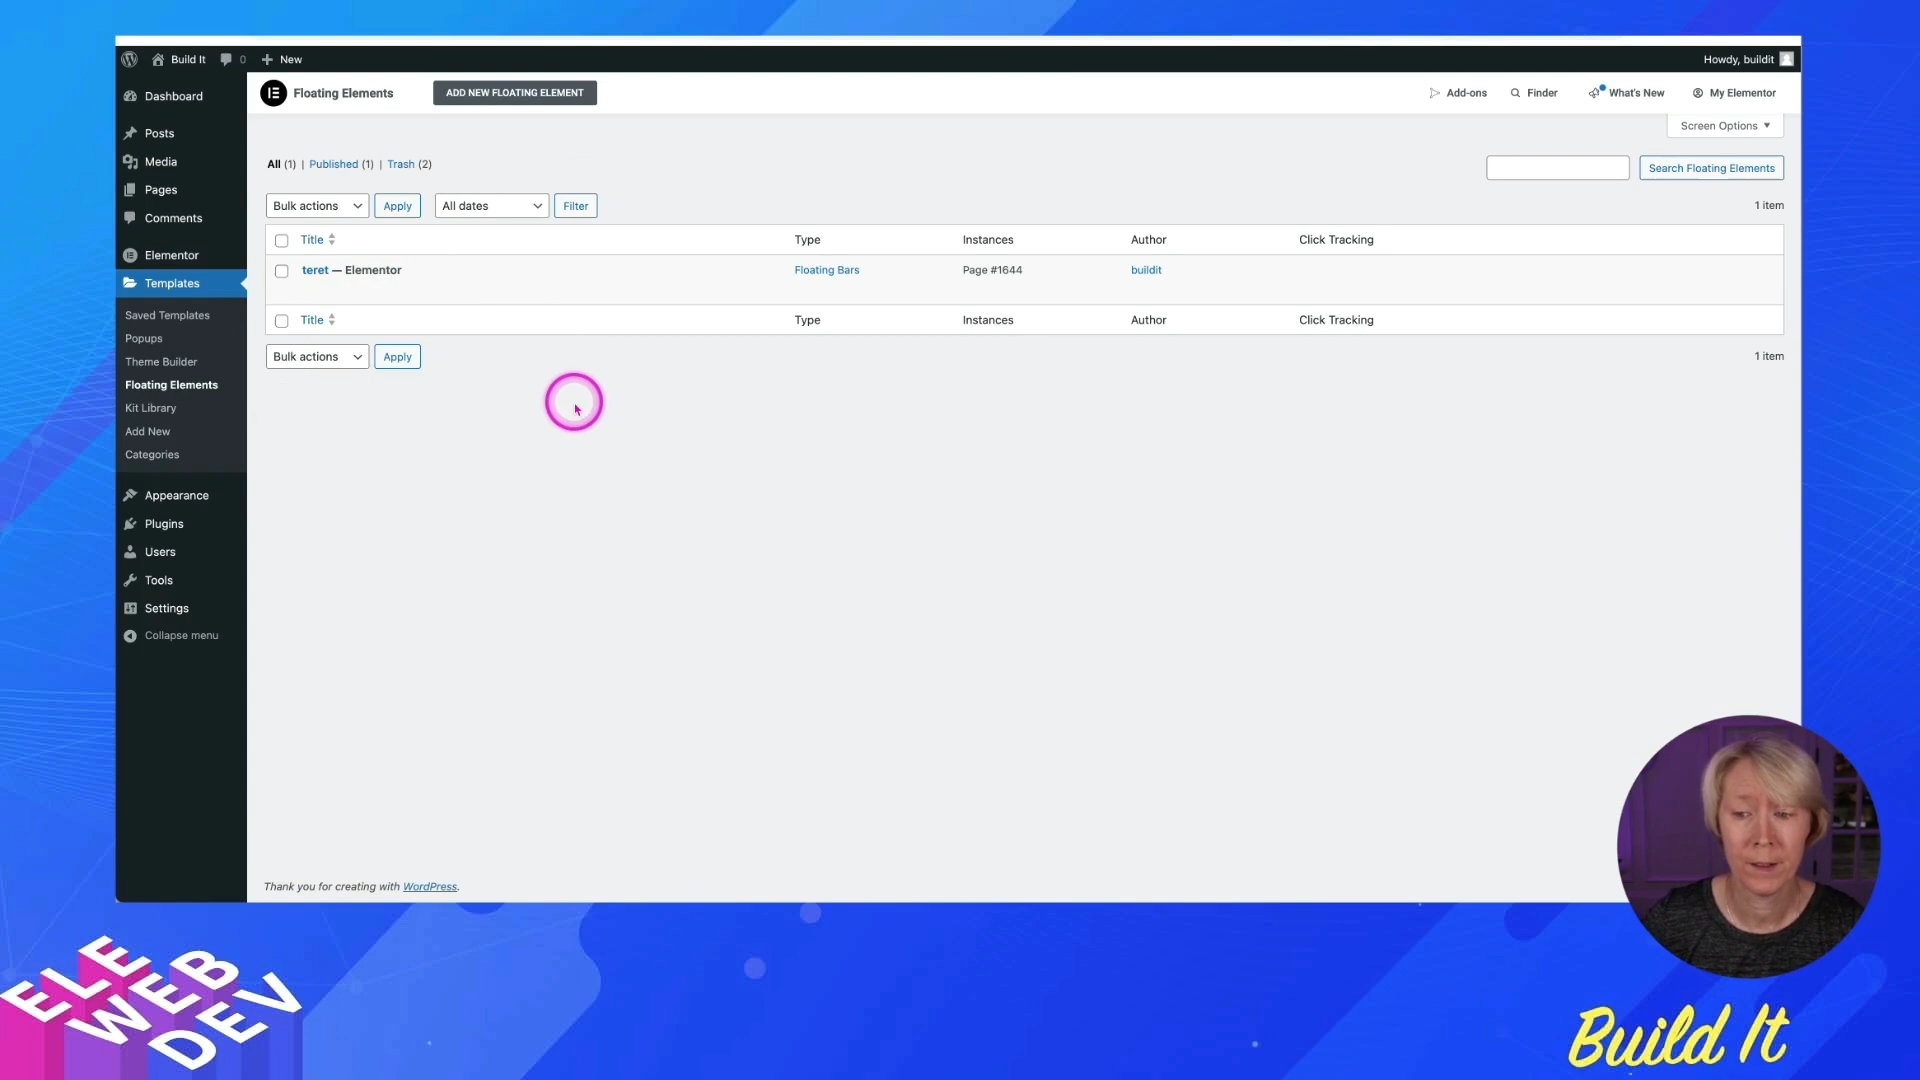 Build It 0 New Howdy, buildit
Floating Elements ADD NEW FLOATING ELEMENT Add-ons Finder What's New My Elementor
Screen Options ▼
Dashboard
Posts
Media
Pages
Comments
Elementor
Templates
Saved Templates
Popups
Theme Builder
Floating Elements
Kit Library
Add New
Categories
Appearance
Plugins
Users
Tools
Settings
Collapse menu
All (1) | Published (1) | Trash (2)
Search Floating Elements
Bulk actions Apply All dates Filter 1 item
Title Type Instances Author Click Tracking
teret — Elementor Floating Bars Page #1644 buildit
Title Type Instances Author Click Tracking
Bulk actions Apply 1 item
Thank you for creating with WordPress.
ELE
WEB
DEV
Build It